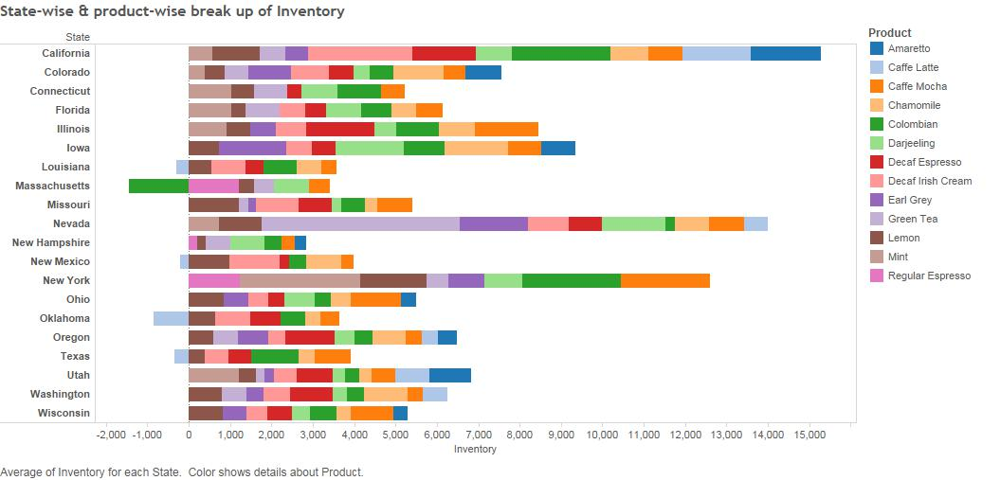 State-wise & product-wise break up of Inventory
State
California
Colorado
Connecticut
Florida
Illinois
Iowa
Louisiana
Massachusetts
Missouri
Nevada
New Hampshire
New Mexico
New York
Ohio
Oklahoma
Oregon
Texas
Utah
Washington
Wisconsin
-2,000 -1,000 0 1,000 2,000 3,000 4,000 5,000 6,000 7,000 8,000 9,000 10,000 11,000 12,000 13,000 14,000 15,000
Inventory
Product
Amaretto
Caffe Latte
Caffe Mocha
Chamomile
Colombian
Darjeeling
Decaf Espresso
Decaf Irish Cream
Earl Grey
Green Tea
Lemon
Mint
Regular Espresso
Average of Inventory for each State. Color shows details about Product.